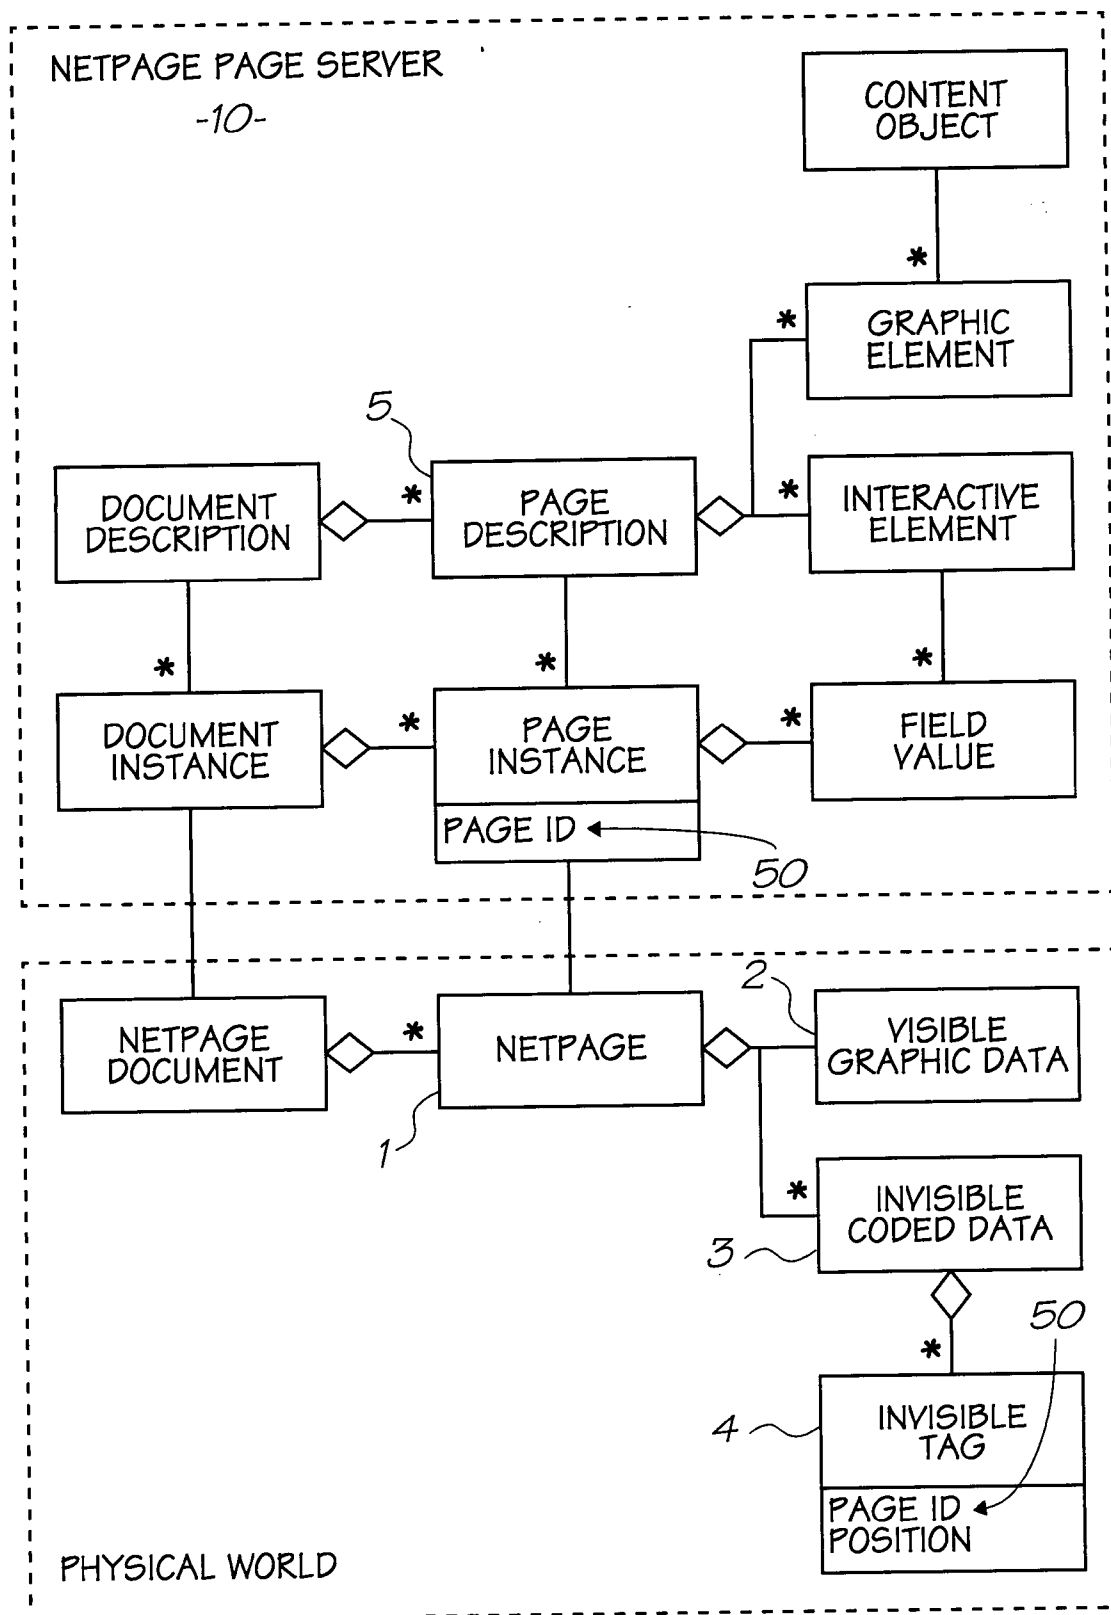 NETPAGE PAGE SERVER
-10-
CONTENT
OBJECT
*
GRAPHIC
ELEMENT
*
5
DOCUMENT
DESCRIPTION
*
PAGE
DESCRIPTION
*
INTERACTIVE
ELEMENT
*
*
*
DOCUMENT
INSTANCE
*
PAGE
INSTANCE
*
FIELD
VALUE
PAGE ID
50
2
NETPAGE
DOCUMENT
*
NETPAGE
VISIBLE
GRAPHIC DATA
1
*
INVISIBLE
CODED DATA
3
50
*
4
INVISIBLE
TAG
PAGE ID
POSITION
PHYSICAL WORLD